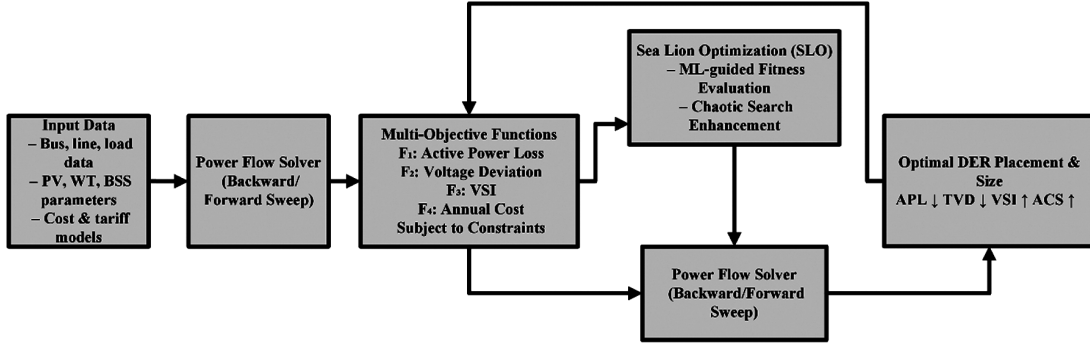 Input Data
– Bus, line, load
data
– PV, WT, BSS
parameters
– Cost & tariff
models
Power Flow Solver
(Backward/
Forward Sweep)
Multi-Objective Functions
F₁: Active Power Loss
F₂: Voltage Deviation
F₃: VSI
F₄: Annual Cost
Subject to Constraints
Sea Lion Optimization (SLO)
– ML-guided Fitness
Evaluation
– Chaotic Search
Enhancement
Power Flow Solver
(Backward/Forward
Sweep)
Optimal DER Placement &
Size
APL ↓ TVD ↓ VSI ↑ ACS ↑